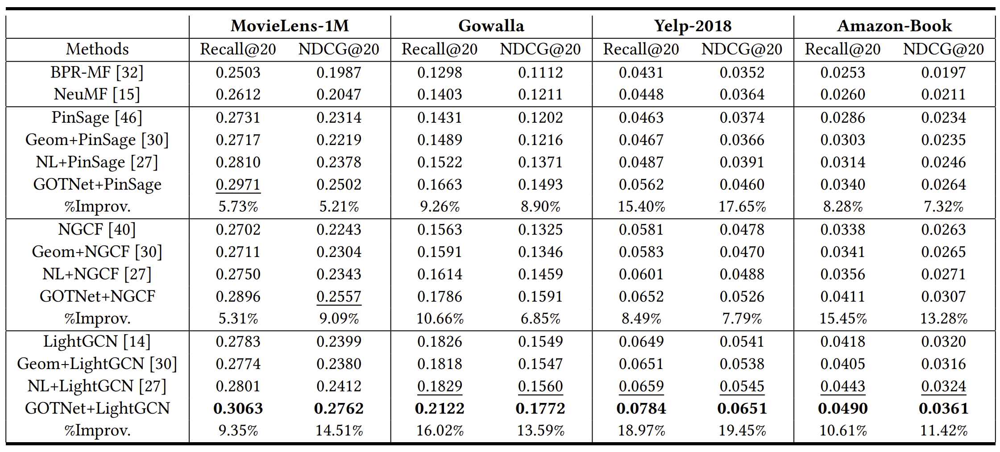 MovieLens-1M Gowalla Yelp-2018 Amazon-Book
Methods Recall@20 NDCG@20 Recall@20 NDCG@20 Recall@20 NDCG@20 Recall@20 NDCG@20
BPR-MF [32] 0.2503 0.1987 0.1298 0.1112 0.0431 0.0352 0.0253 0.0197
NeuMF [15] 0.2612 0.2047 0.1403 0.1211 0.0448 0.0364 0.0260 0.0211
PinSage [46] 0.2731 0.2314 0.1431 0.1202 0.0463 0.0374 0.0286 0.0234
Geom+PinSage [30] 0.2717 0.2219 0.1489 0.1216 0.0467 0.0366 0.0303 0.0235
NL+PinSage [27] 0.2810 0.2378 0.1522 0.1371 0.0487 0.0391 0.0314 0.0246
GOTNet+PinSage 0.2971 0.2502 0.1663 0.1493 0.0562 0.0460 0.0340 0.0264
%Improv. 5.73% 5.21% 9.26% 8.90% 15.40% 17.65% 8.28% 7.32%
NGCF [40] 0.2702 0.2243 0.1563 0.1325 0.0581 0.0478 0.0338 0.0263
Geom+NGCF [30] 0.2711 0.2304 0.1591 0.1346 0.0583 0.0470 0.0341 0.0265
NL+NGCF [27] 0.2750 0.2343 0.1614 0.1459 0.0601 0.0488 0.0356 0.0271
GOTNet+NGCF 0.2896 0.2557 0.1786 0.1591 0.0652 0.0526 0.0411 0.0307
%Improv. 5.31% 9.09% 10.66% 6.85% 8.49% 7.79% 15.45% 13.28%
LightGCN [14] 0.2783 0.2399 0.1826 0.1549 0.0649 0.0541 0.0418 0.0320
Geom+LightGCN [30] 0.2774 0.2380 0.1818 0.1547 0.0651 0.0538 0.0405 0.0316
NL+LightGCN [27] 0.2801 0.2412 0.1829 0.1560 0.0659 0.0545 0.0443 0.0324
GOTNet+LightGCN 0.3063 0.2762 0.2122 0.1772 0.0784 0.0651 0.0490 0.0361
%Improv. 9.35% 14.51% 16.02% 13.59% 18.97% 19.45% 10.61% 11.42%